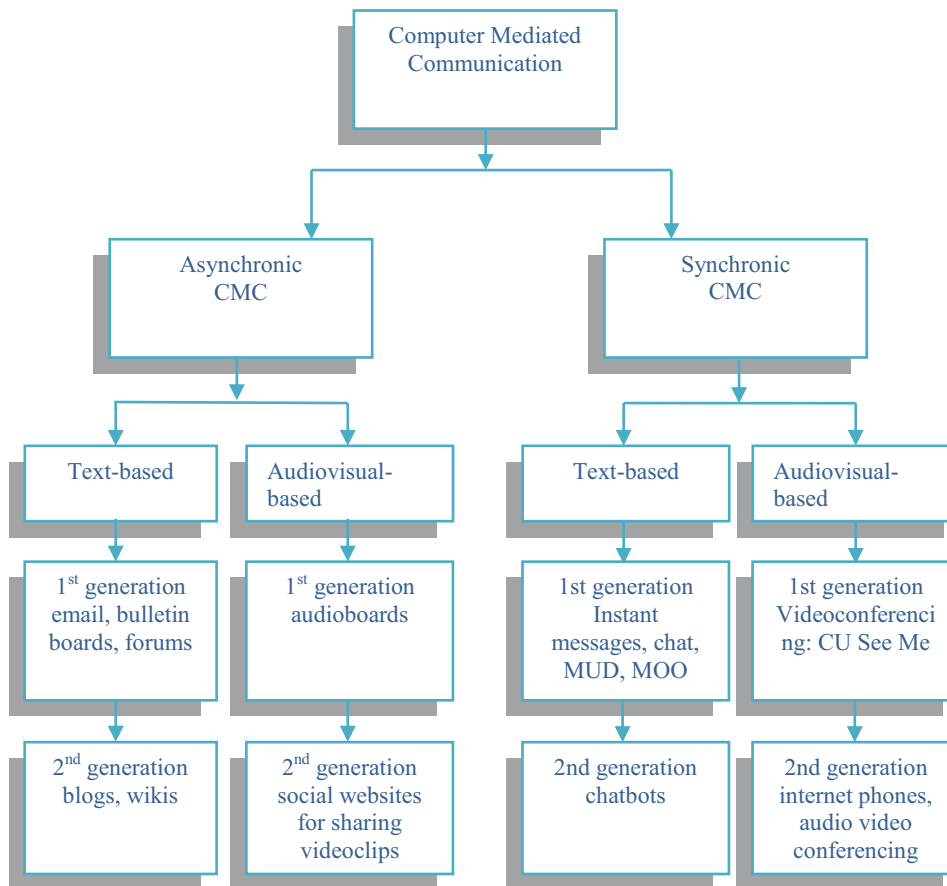 Computer Mediated
Communication
Asynchronic
CMC
Synchronic
CMC
Text-based
Audiovisual-
based
Text-based
Audiovisual-
based
1st generation
email, bulletin
boards, forums
1st generation
audioboards
1st generation
Instant
messages, chat,
MUD, MOO
1st generation
Videoconferenci
ng: CU See Me
2nd generation
blogs, wikis
2nd generation
social websites
for sharing
videoclips
2nd generation
chatbots
2nd generation
internet phones,
audio video
conferencing